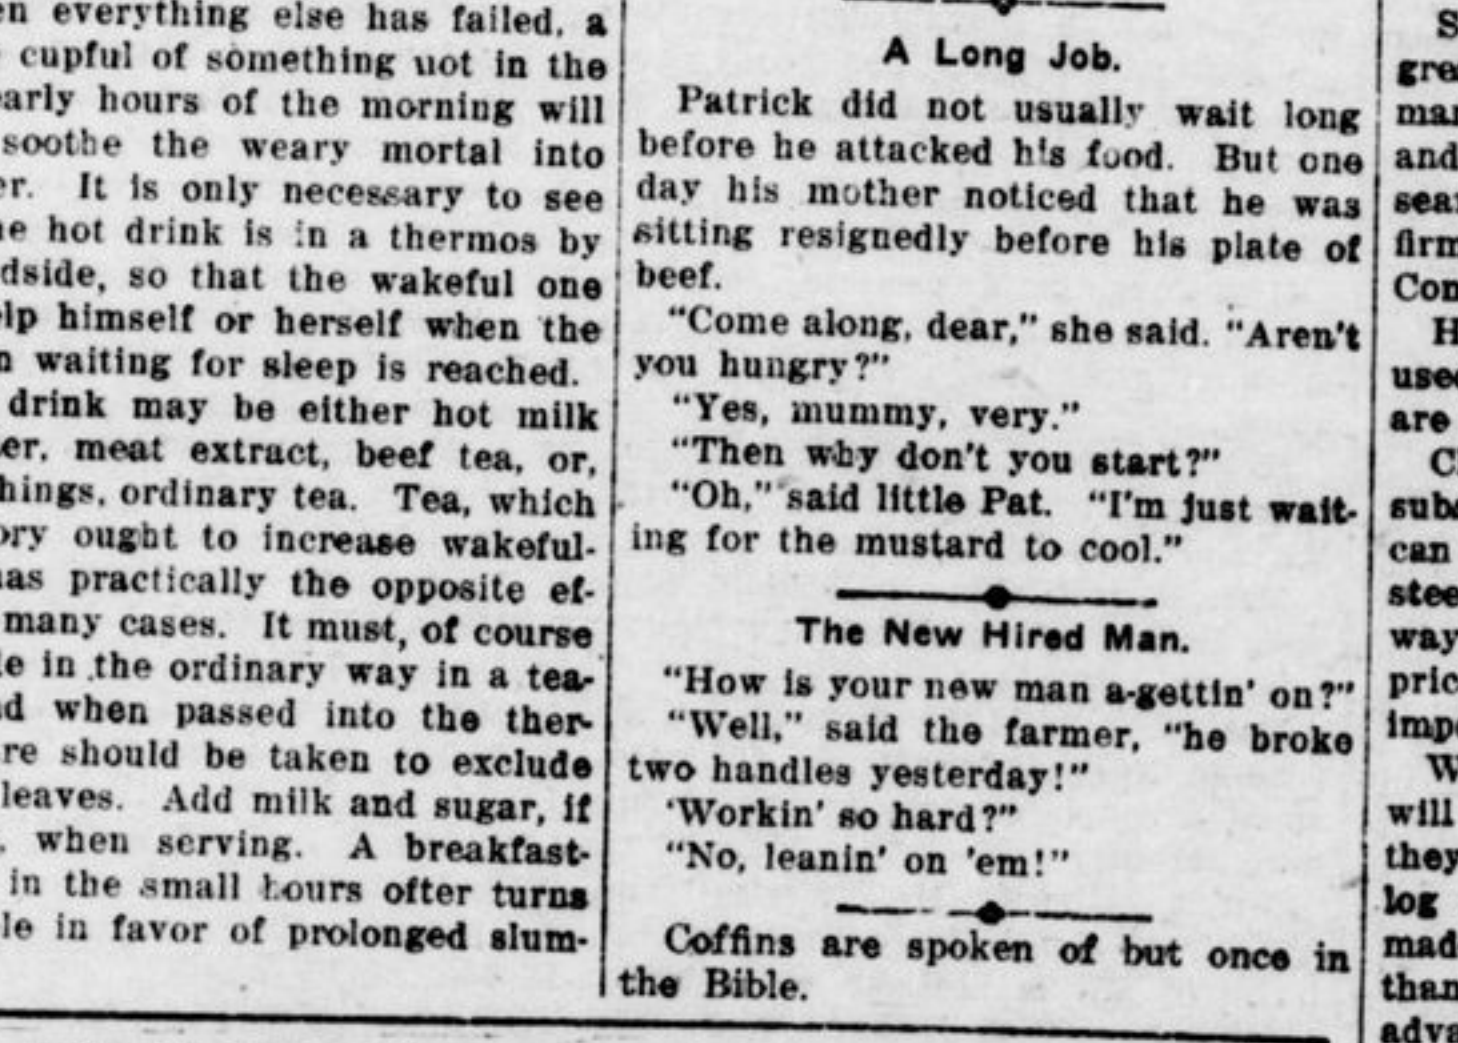 en everything else has failed, a
cupful of something uot in the
early hours of the morning will
soothe the weary mortal into
er. It is only necessary to see
he hot drink is in a thermos by
dside, so that the wakeful one
elp himself or herself when the
n waiting for sleep is reached.
drink may be either hot milk
er, meat extract, beef tea, or,
hings, ordinary tea. Tea, which
ory ought to increase wakeful-
has practically the opposite ef-
many cases. It must, of course
le in the ordinary way in a tea-
d when passed into the ther-
re should be taken to exclude
leaves. Add milk and sugar, if
, when serving. A breakfast-
in the small hours ofter turns
le in favor of prolonged slum-
A Long Job.
Patrick did not usually wait long
before he attacked his food. But one
day his mother noticed that he was
sitting resignedly before his plate of
beef.
"Come along, dear," she said. "Aren't
you hungry?"
"Yes, mummy, very."
"Then why don't you start?"
"Oh," said little Pat. "I'm just wait-
ing for the mustard to cool."
The New Hired Man.
"How is your new man a-gettin' on?"
"Well," said the farmer, "he broke
two handles yesterday!"
'Workin' so hard?"
"No, leanin' on 'em!"
Coffins are spoken of but once in
the Bible.
S
gre
man
and
sea
firm
Con
H
used
are
Cl
subs
can
stee
way
pric
impo
W
will
they
log
made
than
adva